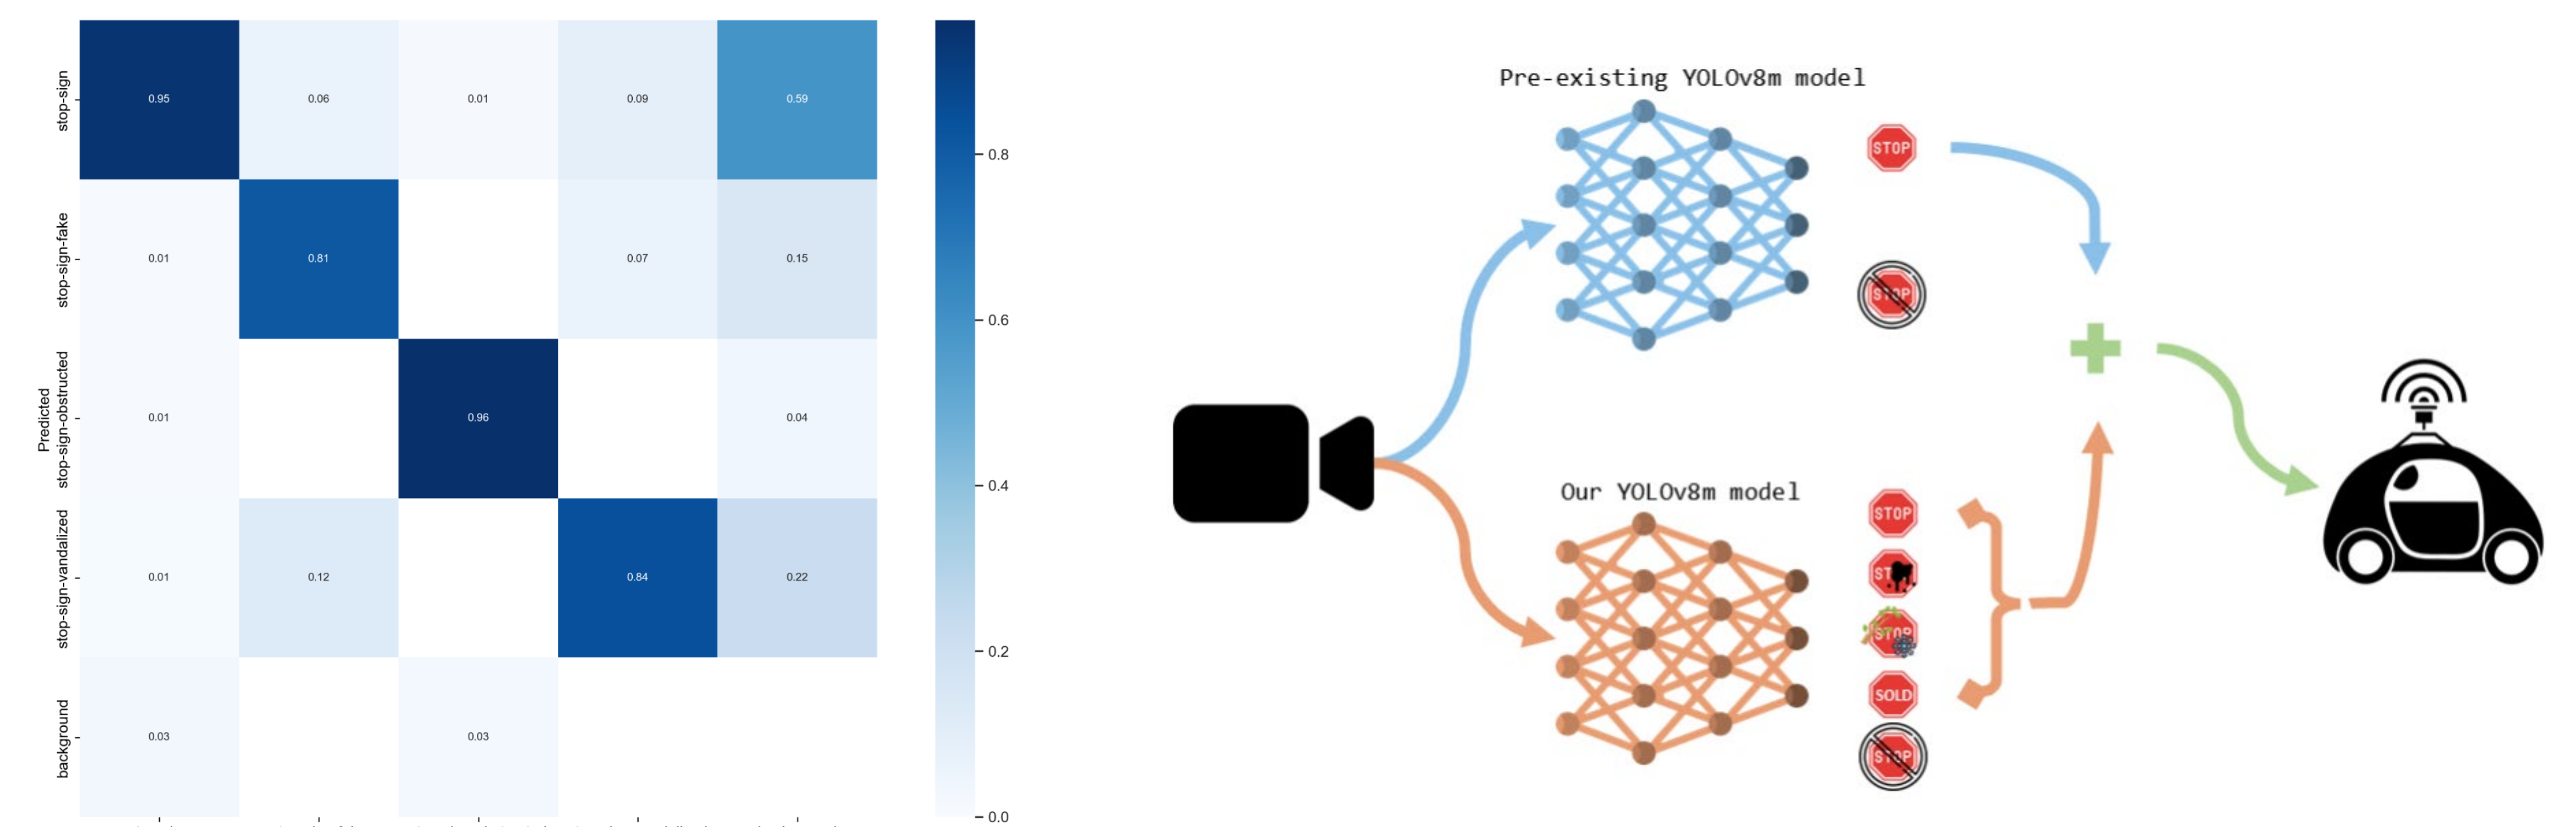 stop-sign
0.95 0.06 0.01 0.09 0.59
stop-sign-fake
0.01 0.81 0.07 0.15
Predicted
stop-sign-obstructed
0.01 0.96 0.04
stop-sign-vandalized
0.01 0.12 0.84 0.22
background
0.03 0.03
0.8
0.6
0.4
0.2
0.0
Pre-existing YOLOv8m model
STOP
STOP
Our YOLOv8m model
STOP
ST
STOP
SOLD
STOP